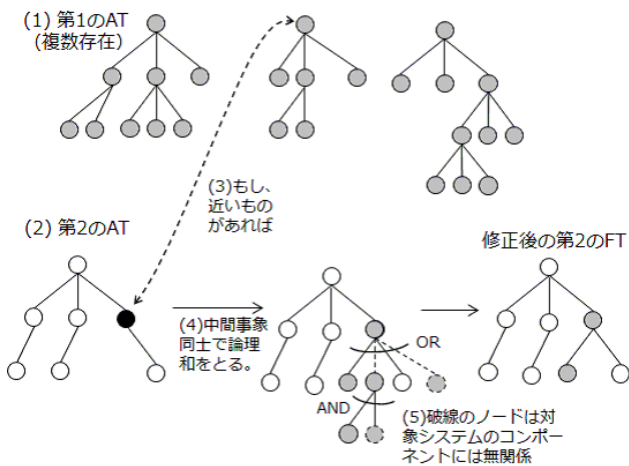 (1) 第1のAT
（複数存在）
(3)もし、
近いもの
があれば
(2) 第2のAT
修正後の第2のFT
(4)中間事象
同士で論理
和をとる。
OR
AND
(5)破線のノードは対
象システムのコンポー
ネントには無関係